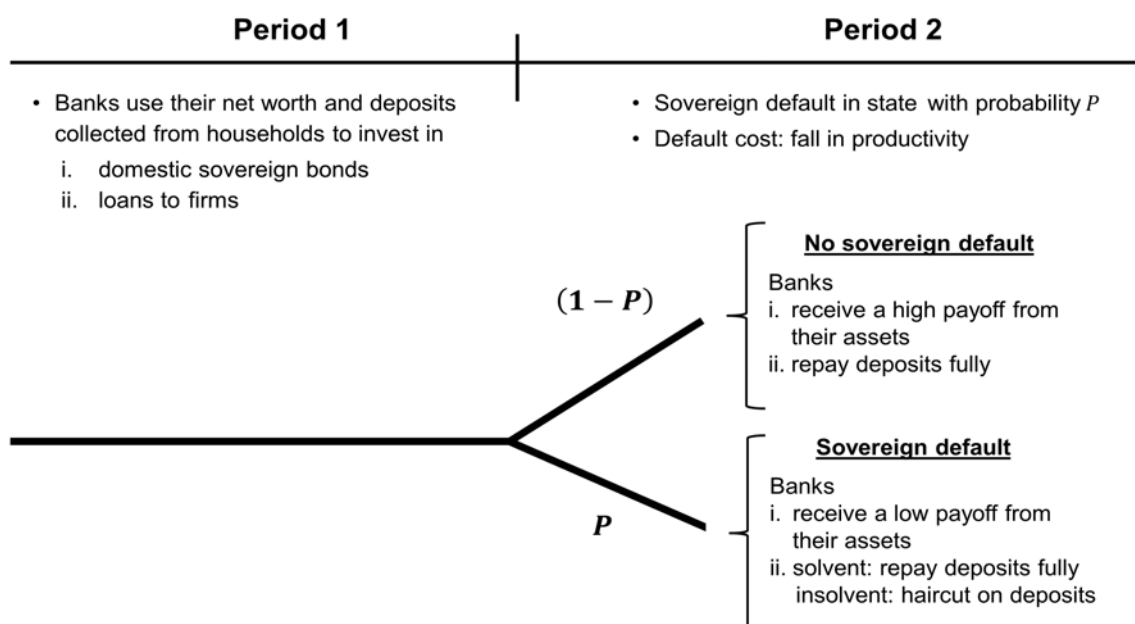 Period 1
Period 2
• Banks use their net worth and deposits
collected from households to invest in
i. domestic sovereign bonds
ii. loans to firms
• Sovereign default in state with probability P
• Default cost: fall in productivity
(1 − P)
No sovereign default
Banks
i. receive a high payoff from
their assets
ii. repay deposits fully
P
Sovereign default
Banks
i. receive a low payoff from
their assets
ii. solvent: repay deposits fully
insolvent: haircut on deposits